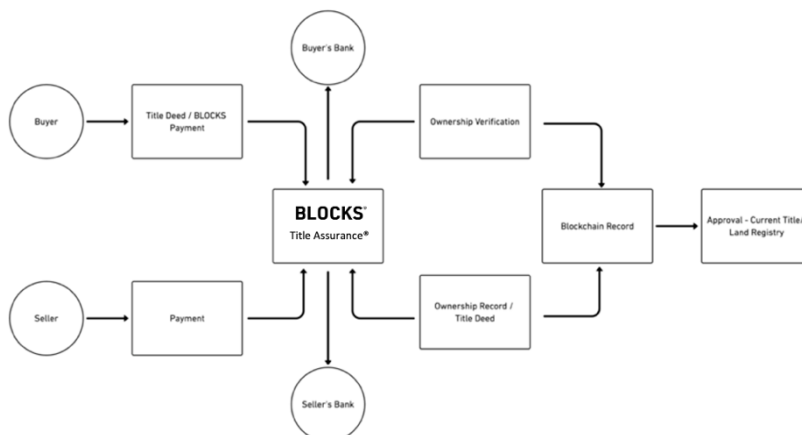 Buyer's Bank
Buyer
Title Deed / BLOCKS
Payment
Ownership Verification
BLOCKS®
Title Assurance®
Blockchain Record
Approval - Current Title/
Land Registry
Seller
Payment
Ownership Record /
Title Deed
Seller's Bank